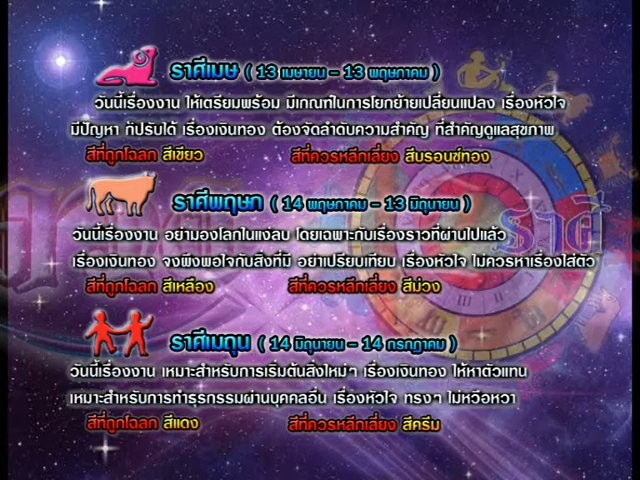 ราศีเมษ ( 13 เมษายน - 13 พฤษภาคม )
วันนี้เรื่องงาน ให้เตรียมพร้อม มีเกณฑ์ในการโยกย้ายเปลี่ยนแปลง เรื่องหัวใจ
มีปัญหา ก็ปรับได้ เรื่องเงินทอง ต้องจัดลำดับความสำคัญ ที่สำคัญดูแลสุขภาพ
สีที่ถูกโฉลก สีเขียว สีที่ควรหลีกเลี่ยง สีบรอนซ์ทอง
ราศีพฤษภ ( 14 พฤษภาคม - 13 มิถุนายน )
วันนี้เรื่องงาน อย่ามองโลกในแง่ลบ โดยเฉพาะกับเรื่องราวที่ผ่านไปแล้ว
เรื่องเงินทอง จงพึงพอใจกับสิ่งที่มี อย่าเปรียบเทียบ เรื่องหัวใจ ไม่ควรหาเรื่องใส่ตัว
สีที่ถูกโฉลก สีเหลือง สีที่ควรหลีกเลี่ยง สีม่วง
ราศีเมถุน ( 14 มิถุนายน - 14 กรกฎาคม )
วันนี้เรื่องงาน เหมาะสำหรับการเริ่มต้นสิ่งใหม่ๆ เรื่องเงินทอง ให้หาตัวแทน
เหมาะสำหรับการทำธุรกรรมผ่านบุคคลอื่น เรื่องหัวใจ ทรงๆ ไม่หวือหวา
สีที่ถูกโฉลก สีแดง สีที่ควรหลีกเลี่ยง สีครีม
ราศี